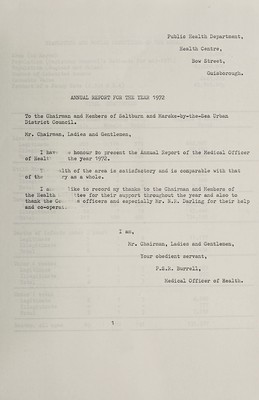 Public Health Department,
Health Centre,
Bow Street,
Guisborough.
ANNUAL REPORT FOR THE YEAR 1972
To the Chairman and Members of Saltburn and Marske-by-the-Sea Urban
District Council.
Mr. Chairman, Ladies and Gentlemen,
I have honour to present the Annual Report of the Medical Officer
of Health the year 1972.
of the area is satisfactory and is comparable with that
of the as a whole.
I like to record my thanks to the Chairman and Members of
the Health for their support throughout the year and also to
thank the officers and especially Mr. Darling for their help
and
I am,
Mr. Chairman, Ladies and Gentlemen,
Your obedient servant,
P.E.R. Burrell,
Medical Officer of Health.
1.